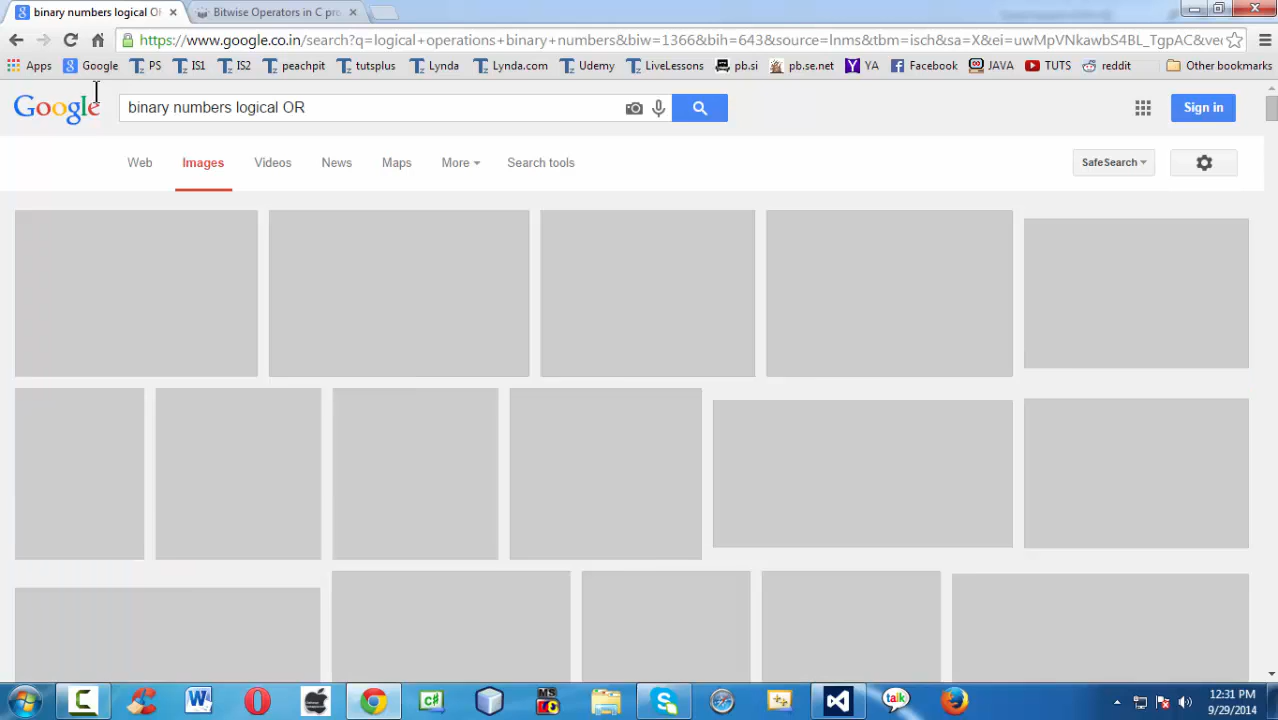 binary numbers logical OR
Bitwise Operators in C pro
https://www.google.co.in/search?q=logical+operations+binary+numbers&biw=1366&bih=643&source=lnms&tbm=isch&sa=X&ei=uwMpVNkawbS4BL_TgpAC&ve
Apps Google PS IS1 IS2 peachpit tutsplus Lynda Lynda.com Udemy LiveLessons pb.si pb.se.net YA Facebook JAVA TUTS reddit Other bookmarks
Google binary numbers logical OR Sign in
Web Images Videos News Maps More Search tools SafeSearch
12:31 PM
9/29/2014
C# MS talk